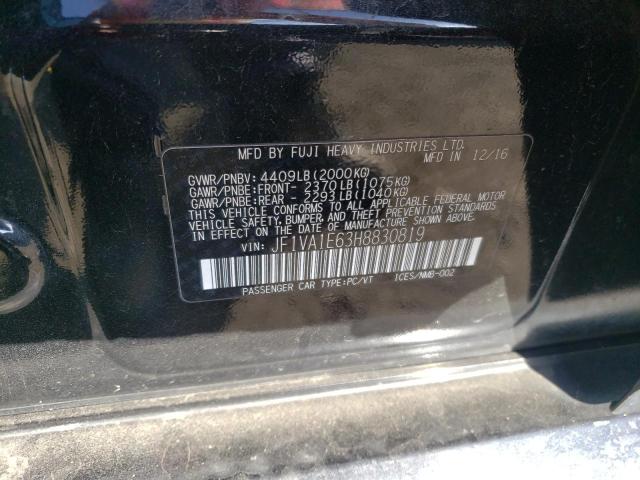 MFD BY FUJI HEAVY INDUSTRIES LTD.
MFD IN 12/16
GVWR/PNBV: 4409LB(2000KG)
GAWR/PNBE:FRONT- 2370LB(1075KG)
GAWR/PNBE:REAR - 2293LB(1040KG)
THIS VEHICLE CONFORMS TO ALL APPLICABLE FEDERAL MOTOR
VEHICLE SAFETY, BUMPER, AND THEFT PREVENTION STANDARDS
IN EFFECT ON THE DATE OF MANUFACTURE SHOWN ABOVE.
VIN: JF1VA1E63H8830819
PASSENGER CAR TYPE:PC/VT ICES/NMB-002